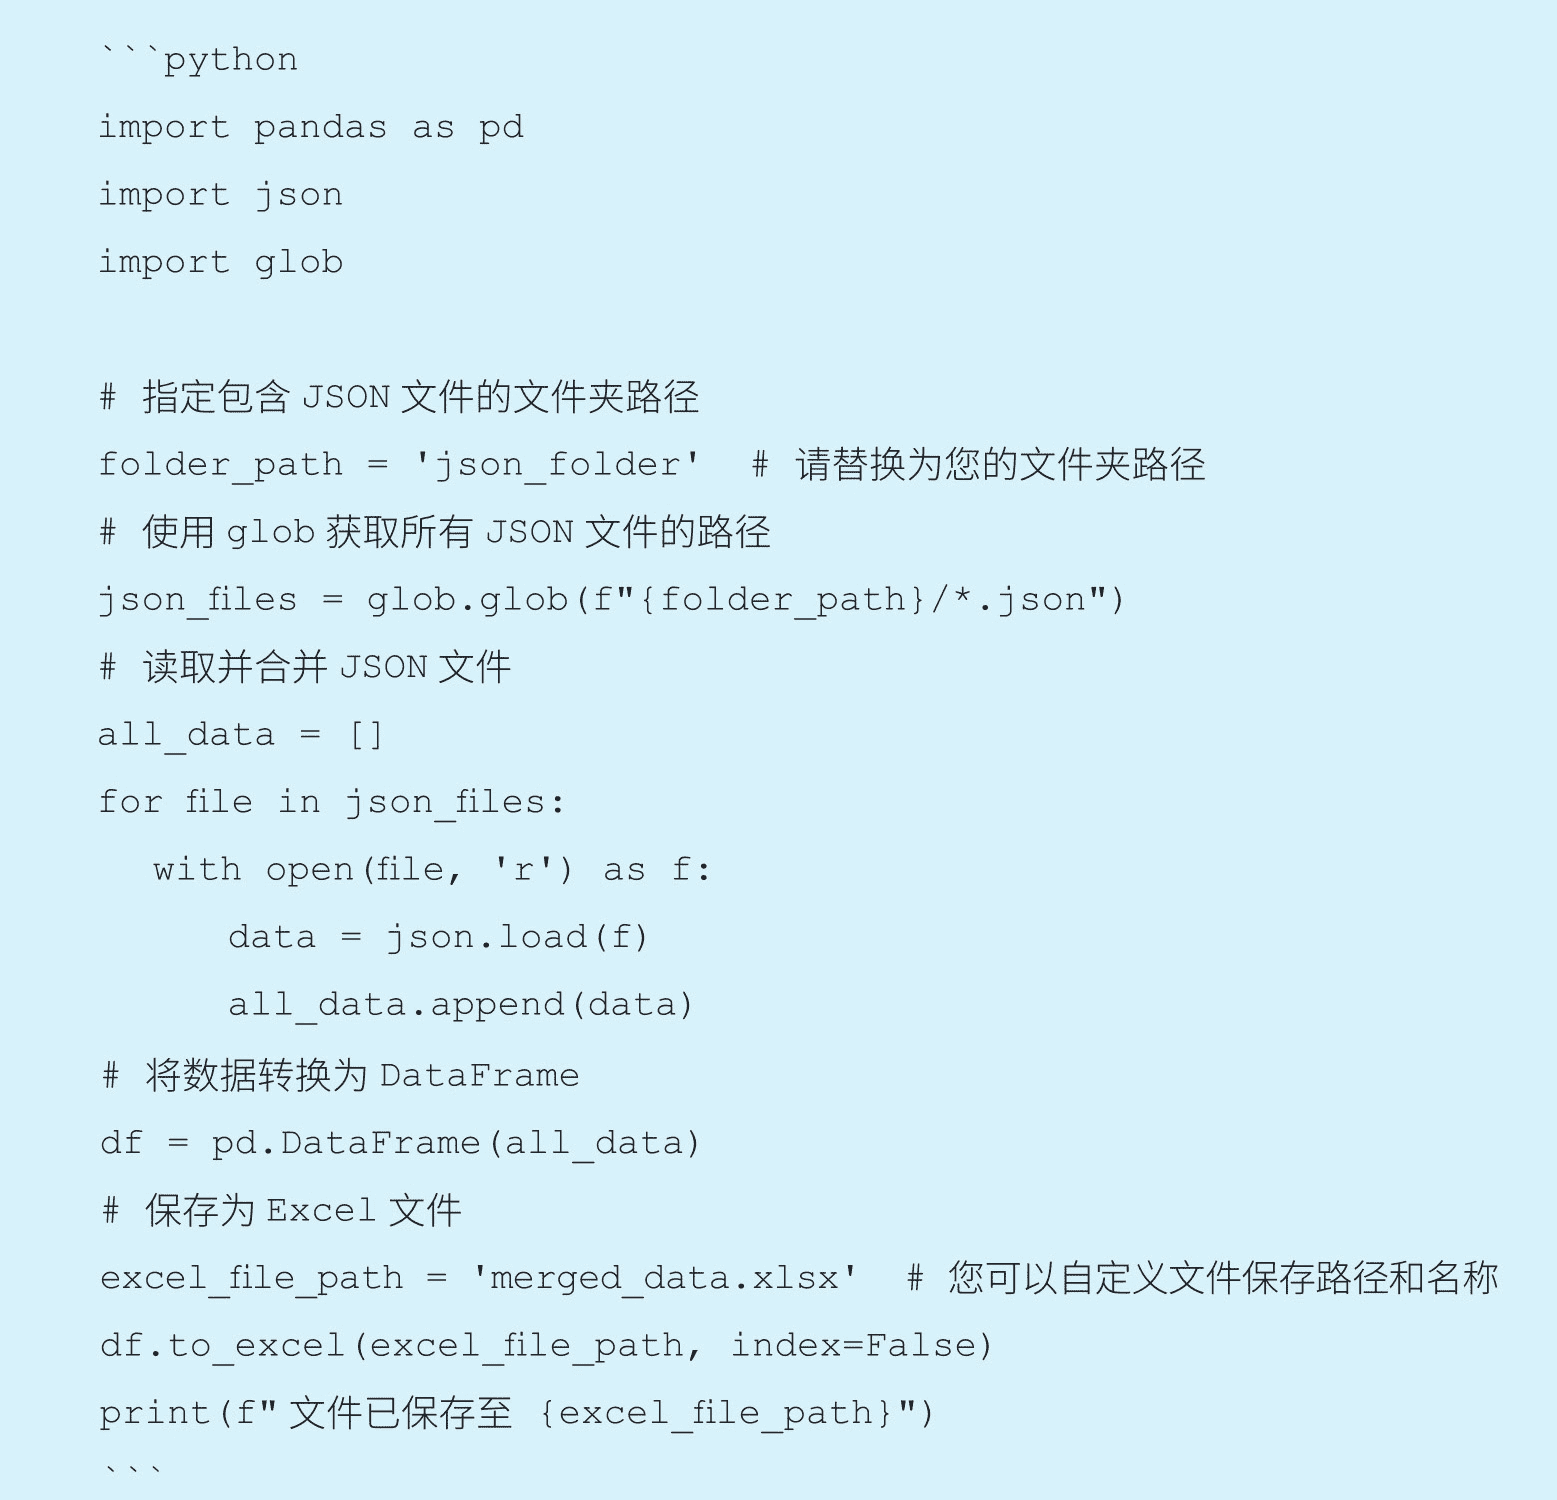 ```python
import pandas as pd
import json
import glob
# 指定包含 JSON 文件的文件夹路径
folder_path = 'json_folder'  # 请替换为您的文件夹路径
# 使用 glob 获取所有 JSON 文件的路径
json_files = glob.glob(f"{folder_path}/*.json")
# 读取并合并 JSON 文件
all_data = []
for file in json_files:
  with open(file, 'r') as f:
     data = json.load(f)
     all_data.append(data)
# 将数据转换为 DataFrame
df = pd.DataFrame(all_data)
# 保存为 Excel 文件
excel_file_path = 'merged_data.xlsx'  # 您可以自定义文件保存路径和名称
df.to_excel(excel_file_path, index=False)
print(f" 文件已保存至 {excel_file_path}")
```